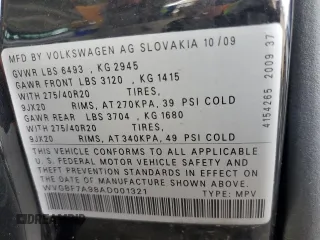 MFD. BY VOLKSWAGEN AG SLOVAKIA 10/09
GVWR LBS 6493 , KG 2945
GAWR FRONT LBS 3120 , KG 1415
WITH 275/40R20 TIRES,
9JX20 RIMS, AT 270KPA, 39 PSI COLD
GAWR REAR LBS 3704 , KG 1680
WITH 275/40R20 TIRES,
9JX20 RIMS, AT 340KPA, 49 PSI COLD
THIS VEHICLE CONFORMS TO ALL APPLICABLE
U.S. FEDERAL MOTOR VEHICLE SAFETY AND
THEFT PREVENTION STANDARDS IN EFFECT ON THE
DATE OF MANUFACTURE SHOWN ABOVE
WVGBF7A98AD001321 TYPE: MPV
4154265 2009 37